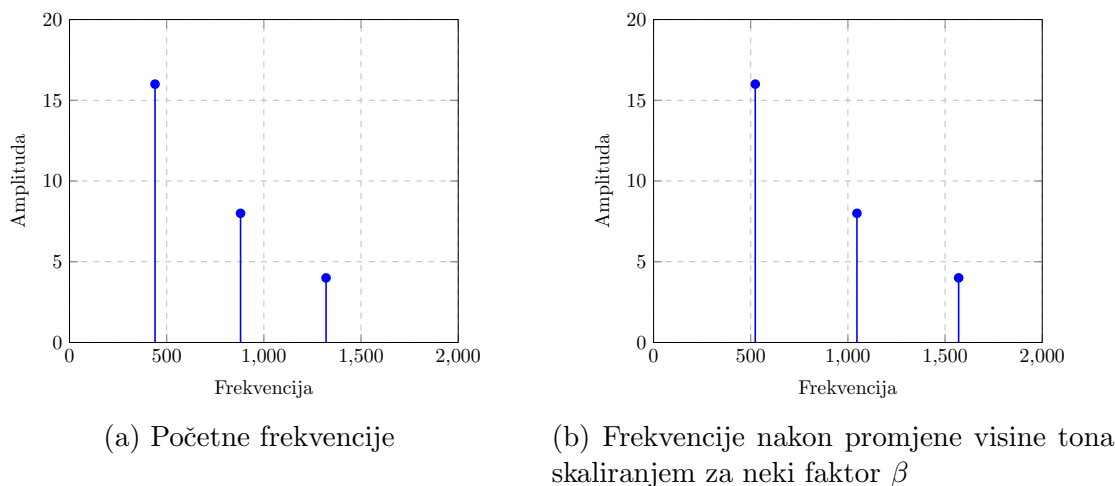 20
15
10
5
0
Amplituda
0 500 1,000 1,500 2,000
Frekvencija
(a) Početne frekvencije
20
15
10
5
0
Amplituda
0 500 1,000 1,500 2,000
Frekvencija
(b) Frekvencije nakon promjene visine tona
skaliranjem za neki faktor β